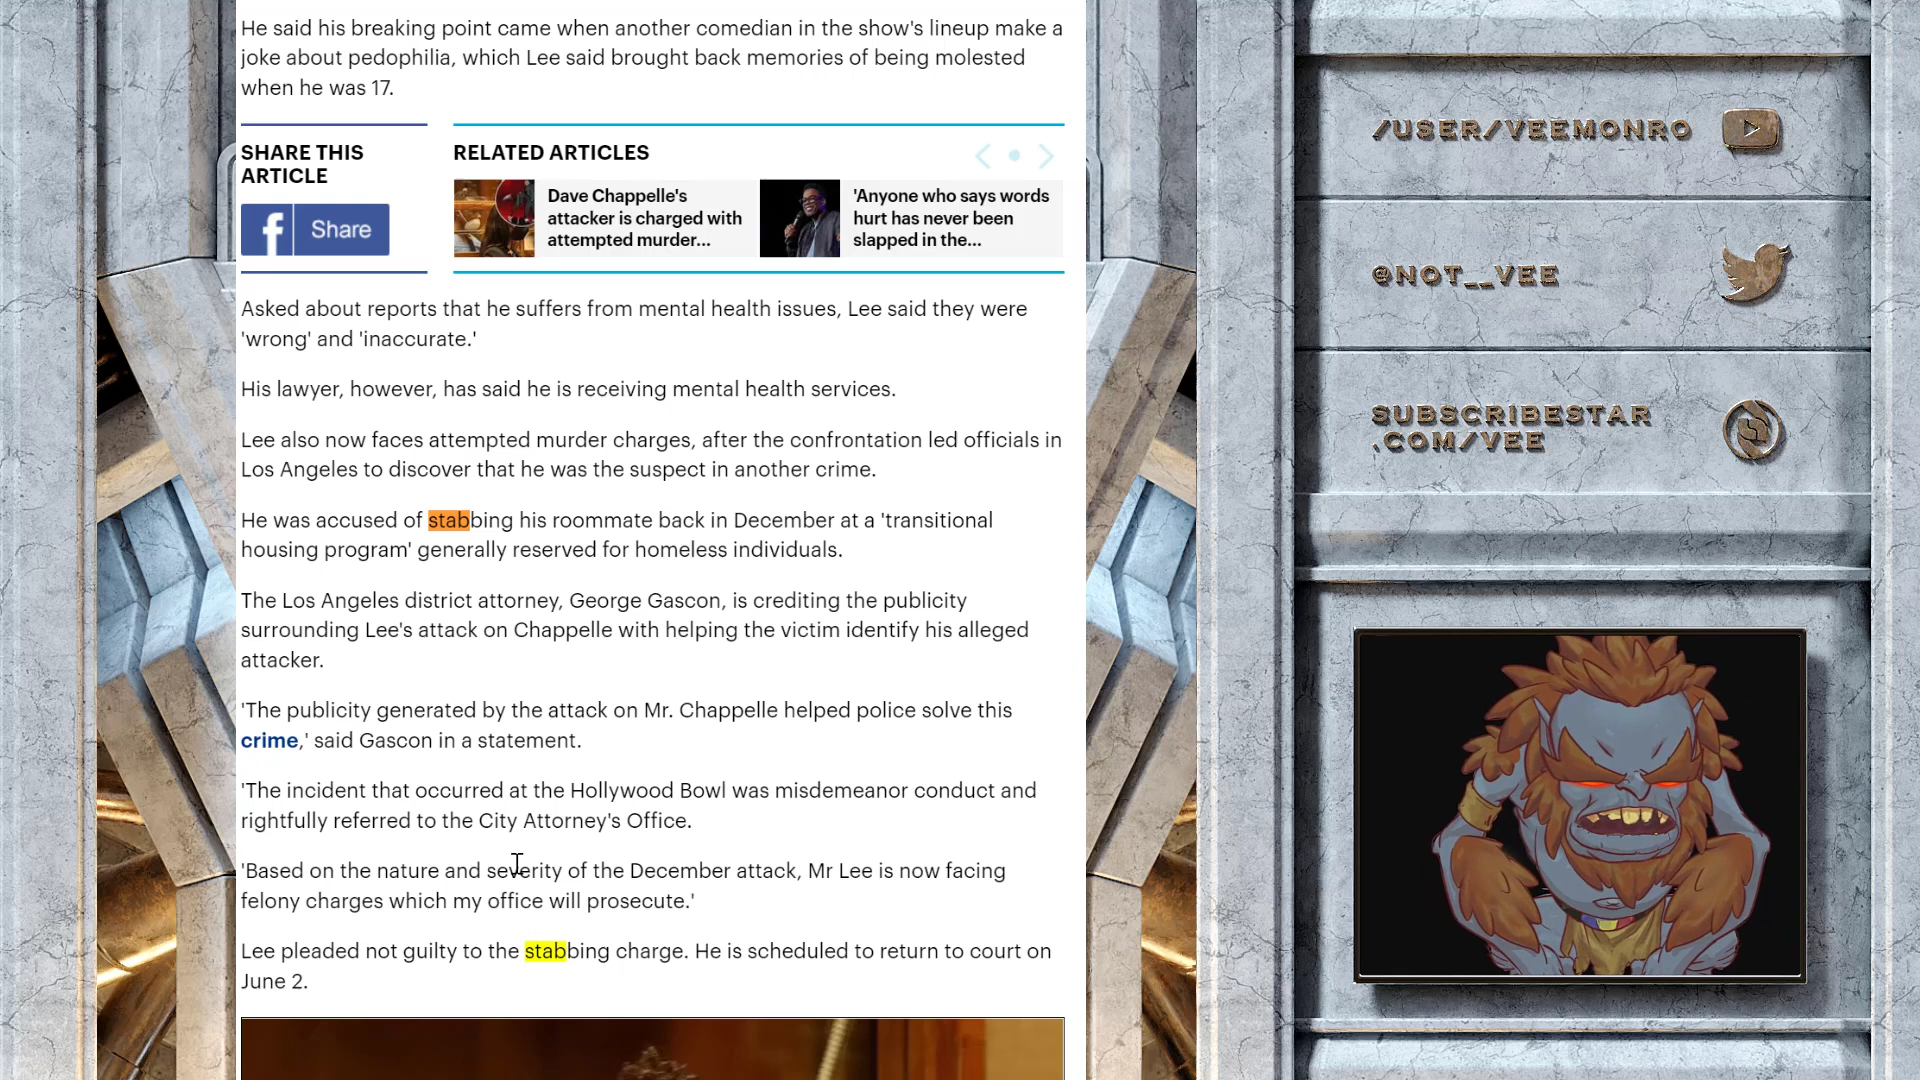 He said his breaking point came when another comedian in the show's lineup make a
joke about pedophilia, which Lee said brought back memories of being molested
when he was 17.
SHARE THIS
ARTICLE
f Share
RELATED ARTICLES
Dave Chappelle's
attacker is charged with
attempted murder...
'Anyone who says words
hurt has never been
slapped in the...
Asked about reports that he suffers from mental health issues, Lee said they were
'wrong' and 'inaccurate.'
His lawyer, however, has said he is receiving mental health services.
Lee also now faces attempted murder charges, after the confrontation led officials in
Los Angeles to discover that he was the suspect in another crime.
He was accused of stabbing his roommate back in December at a 'transitional
housing program' generally reserved for homeless individuals.
The Los Angeles district attorney, George Gascon, is crediting the publicity
surrounding Lee's attack on Chappelle with helping the victim identify his alleged
attacker.
'The publicity generated by the attack on Mr. Chappelle helped police solve this
crime,' said Gascon in a statement.
'The incident that occurred at the Hollywood Bowl was misdemeanor conduct and
rightfully referred to the City Attorney's Office.
'Based on the nature and severity of the December attack, Mr Lee is now facing
felony charges which my office will prosecute.'
Lee pleaded not guilty to the stabbing charge. He is scheduled to return to court on
June 2.
/USER/VEEMONRO
@NOT__VEE
SUBSCRIBESTAR
.COM/VEE